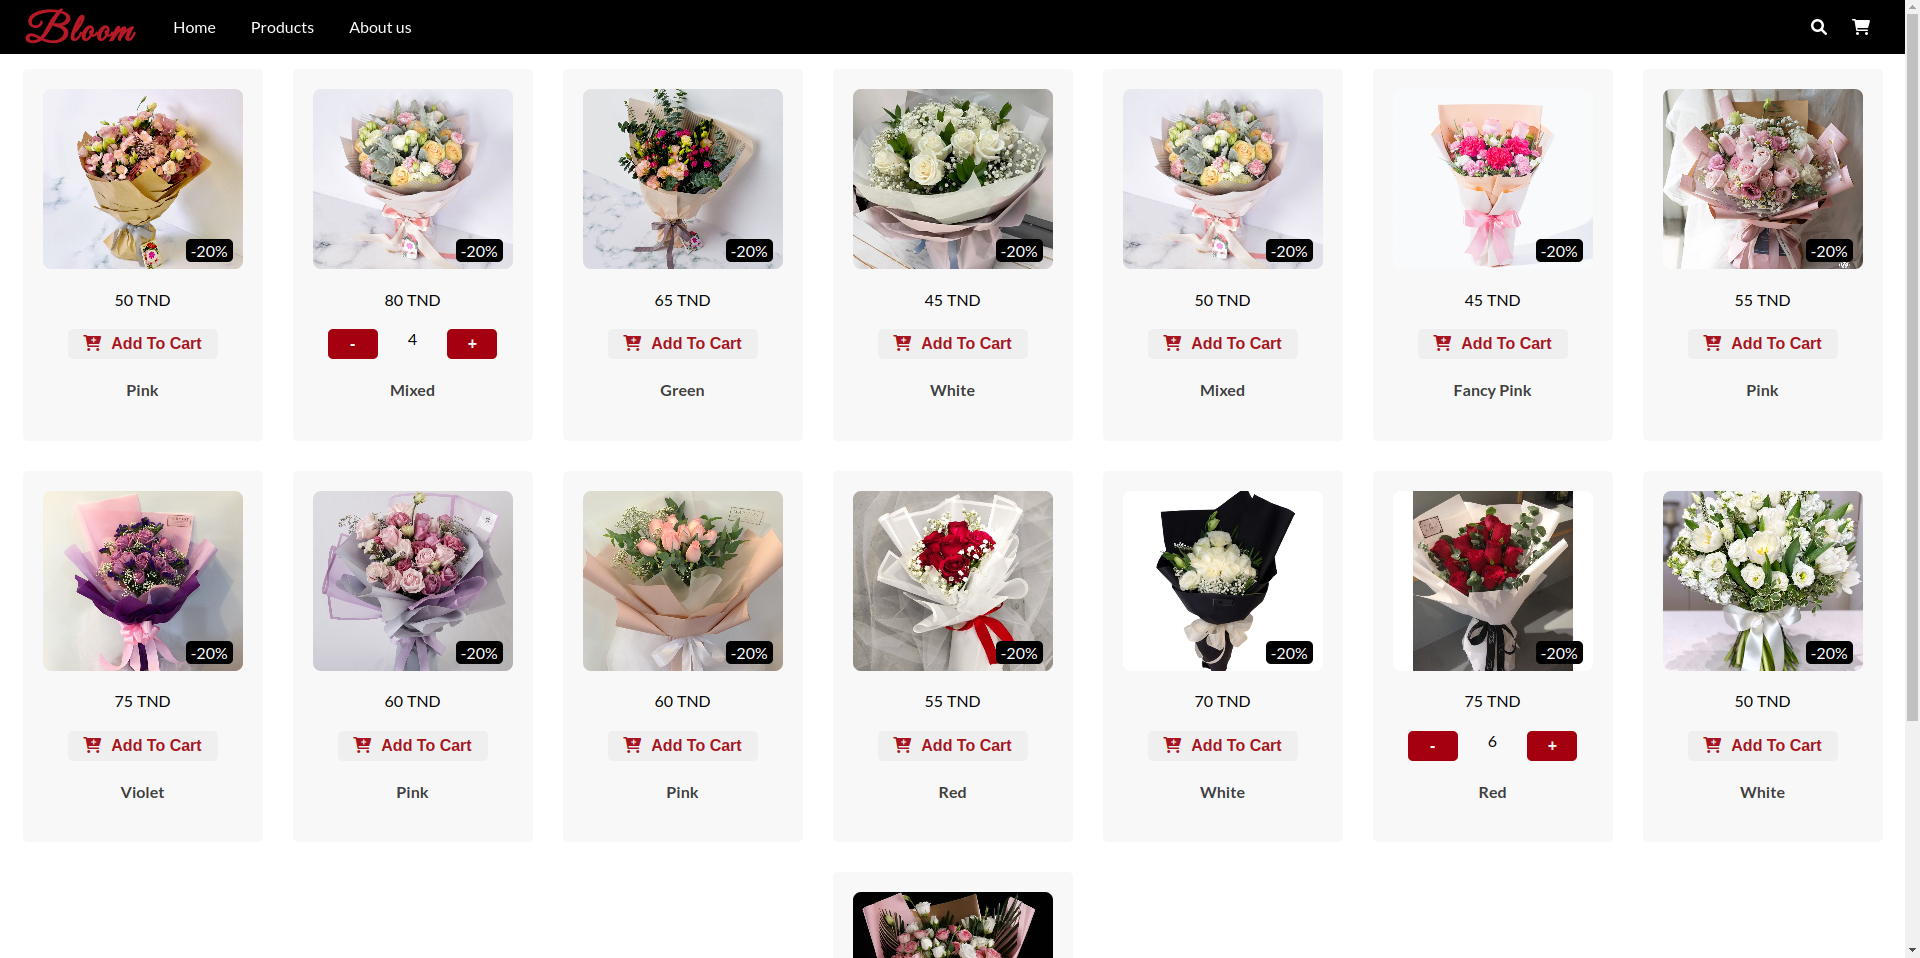 Bloom Home Products About us
-20% -20% -20% -20% -20% -20% -20%
50 TND 80 TND 65 TND 45 TND 50 TND 45 TND 55 TND
Add To Cart - 4 + Add To Cart Add To Cart Add To Cart Add To Cart Add To Cart
Pink Mixed Green White Mixed Fancy Pink Pink
-20% -20% -20% -20% -20% -20% -20%
75 TND 60 TND 60 TND 55 TND 70 TND 75 TND 50 TND
Add To Cart Add To Cart Add To Cart Add To Cart Add To Cart - 6 + Add To Cart
Violet Pink Pink Red White Red White